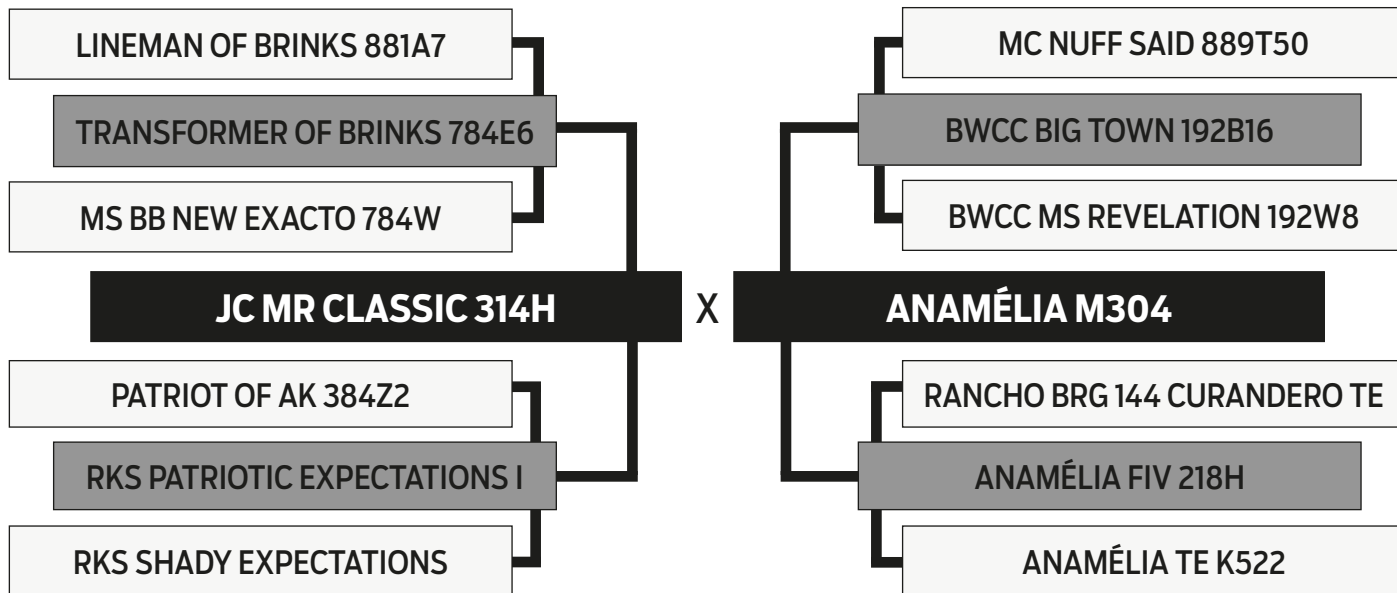 LINEMAN OF BRINKS 881A7
TRANSFORMER OF BRINKS 784E6
MS BB NEW EXACTO 784W
JC MR CLASSIC 314H
PATRIOT OF AK 384Z2
RKS PATRIOTIC EXPECTATIONS I
RKS SHADY EXPECTATIONS
X
MC NUFF SAID 889T50
BWCC BIG TOWN 192B16
BWCC MS REVELATION 192W8
ANAMÉLIA M304
RANCHO BRG 144 CURANDERO TE
ANAMÉLIA FIV 218H
ANAMÉLIA TE K522